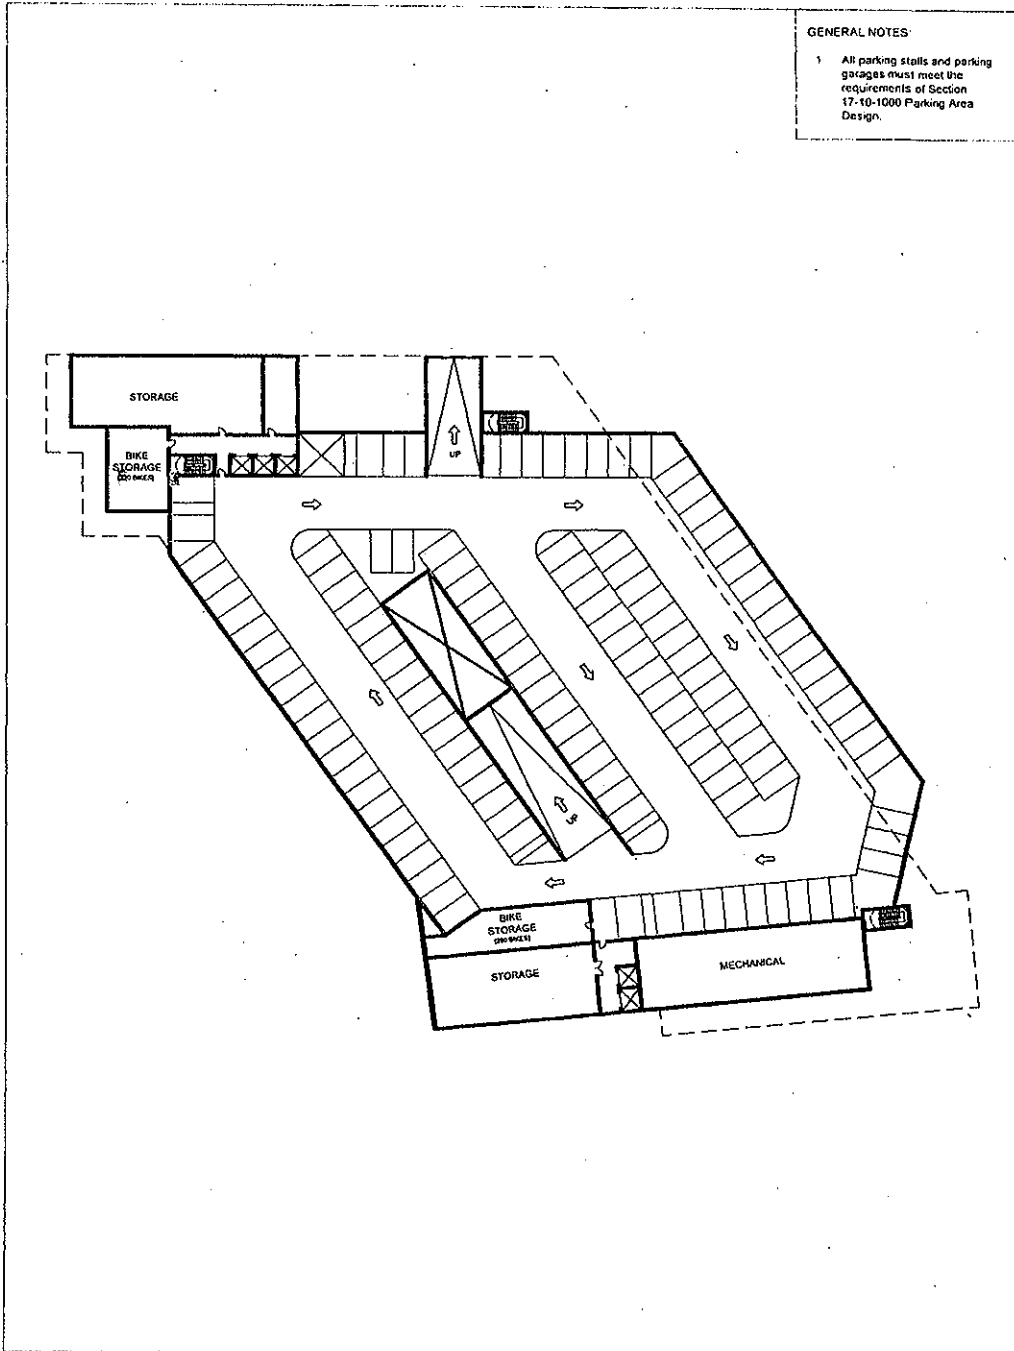 GENERAL NOTES:
1 All parking stalls and parking
garages must meet the
requirements of Section
17-10-1000 Parking Area
Design.
STORAGE
BIKE
STORAGE
UP
UP
BIKE
STORAGE
STORAGE
MECHANICAL